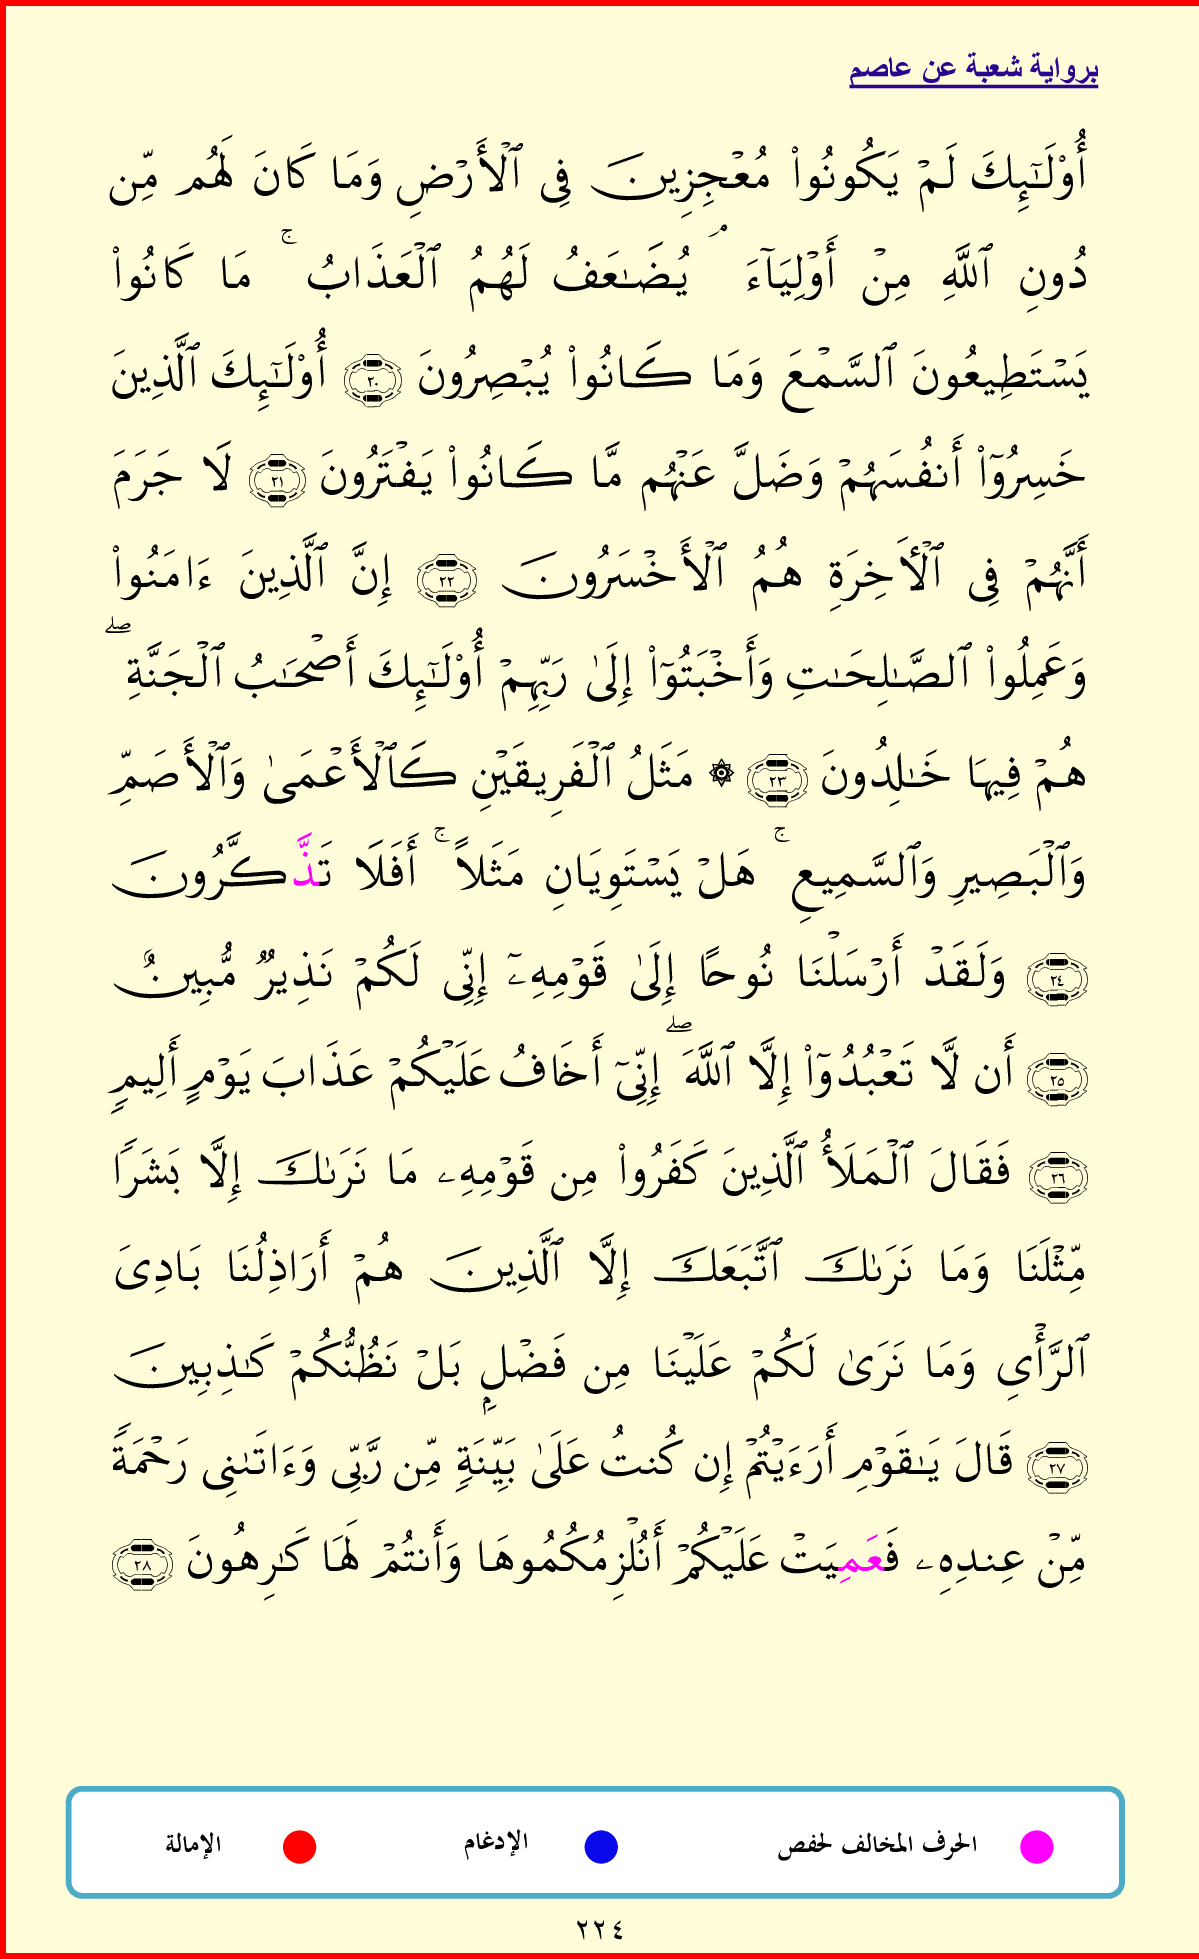 برواية شعبة عن عاصم
أُوْلَـٰٓئِكَ لَمۡ يَكُونُواْ مُعۡجِزِينَ فِى ٱلۡأَرۡضِ وَمَا كَانَ لَهُم مِّن
دُونِ ٱللَّهِ مِنۡ أَوۡلِيَآءَ ۘ يُضَـٰعَفُ لَهُمُ ٱلۡعَذَابُ ۚ مَا كَانُواْ
يَسۡتَطِيعُونَ ٱلسَّمۡعَ وَمَا كَانُواْ يُبۡصِرُونَ ٢٠ أُوْلَـٰٓئِكَ ٱلَّذِينَ
خَسِرُوٓاْ أَنفُسَهُمۡ وَضَلَّ عَنۡهُم مَّا كَانُواْ يَفۡتَرُونَ ٢١ لَا جَرَمَ
أَنَّهُمۡ فِى ٱلۡأَخِرَةِ هُمُ ٱلۡأَخۡسَرُونَ ٢٢ إِنَّ ٱلَّذِينَ ءَامَنُواْ
وَعَمِلُواْ ٱلصَّـٰلِحَـٰتِ وَأَخۡبَتُوٓاْ إِلَىٰ رَبِّهِمۡ أُوْلَـٰٓئِكَ أَصۡحَـٰبُ ٱلۡجَنَّةِ ۖ
هُمۡ فِيهَا خَـٰلِدُونَ ٢٣ ۞ مَثَلُ ٱلۡفَرِيقَيۡنِ كَٱلۡأَعۡمَىٰ وَٱلۡأَصَمِّ
وَٱلۡبَصِيرِ وَٱلسَّمِيعِ ۚ هَلۡ يَسۡتَوِيَانِ مَثَلاً ۚ أَفَلَا تَذَّكَّرُونَ
٢٤ وَلَقَدۡ أَرۡسَلۡنَا نُوحًا إِلَىٰ قَوۡمِهِۦٓ إِنِّى لَكُمۡ نَذِيرٌ مُّبِينٌ
٢٥ أَن لَّا تَعۡبُدُوٓاْ إِلَّا ٱللَّهَ ۖ إِنِّىٓ أَخَافُ عَلَيۡكُمۡ عَذَابَ يَوۡمٍ أَلِيمٍ
٢٦ فَقَالَ ٱلۡمَلَأُ ٱلَّذِينَ كَفَرُواْ مِن قَوۡمِهِۦ مَا نَرَىٰكَ إِلَّا بَشَرًا
مِّثۡلَنَا وَمَا نَرَىٰكَ ٱتَّبَعَكَ إِلَّا ٱلَّذِينَ هُمۡ أَرَاذِلُنَا بَادِىَ
ٱلرَّأۡىِ وَمَا نَرَىٰ لَكُمۡ عَلَيۡنَا مِن فَضۡلِۭ بَلۡ نَظُنُّكُمۡ كَـٰذِبِينَ
٢٧ قَالَ يَـٰقَوۡمِ أَرَءَيۡتُمۡ إِن كُنتُ عَلَىٰ بَيِّنَةٍ مِّن رَّبِّى وَءَاتَـٰنِى رَحۡمَةً
مِّنۡ عِندِهِۦ فَعَمِيَتۡ عَلَيۡكُمۡ أَنُلۡزِمُكُمُوهَا وَأَنتُمۡ لَهَا كَـٰرِهُونَ ٢٨
الحرف المخالف لحفص الإدغام الإمالة
٢٢٤